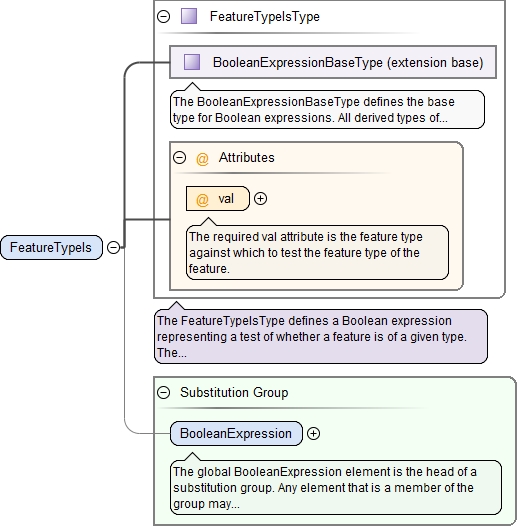 FeatureTypeIsType
BooleanExpressionBaseType (extension base)
The BooleanExpressionBaseType defines the base
type for Boolean expressions. All derived types of...
@ Attributes
@ val
The required val attribute is the feature type
against which to test the feature type of the
feature.
FeatureTypeIs
The FeatureTypeIsType defines a Boolean expression
representing a test of whether a feature is of a given type.
The...
Substitution Group
BooleanExpression
The global BooleanExpression element is the head of a
substitution group. Any element that is a member of the
group may...